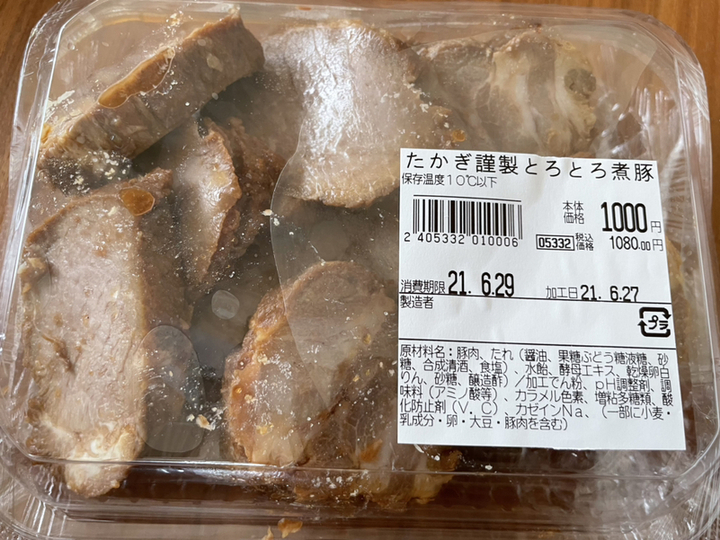 たかぎ謹製とろとろ煮豚
保存温度10℃以下
本体価格 1000円
2 405332 010006
05332 税込価格 1080.00円
消費期限 21. 6.29 加工日 21. 6.27
製造者
プラ
原材料名：豚肉、たれ（醤油、果糖ぶどう糖液糖、砂
糖、合成清酒、食塩）、水飴、酵母エキス、乾燥卵白
りん、砂糖、醸造酢）／加工でん粉、pH調整剤、調
味料（アミノ酸等）、カラメル色素、増粘多糖類、酸
化防止剤（V．C）、カゼインNa、（一部に小麦・
乳成分・卵・大豆・豚肉を含む）